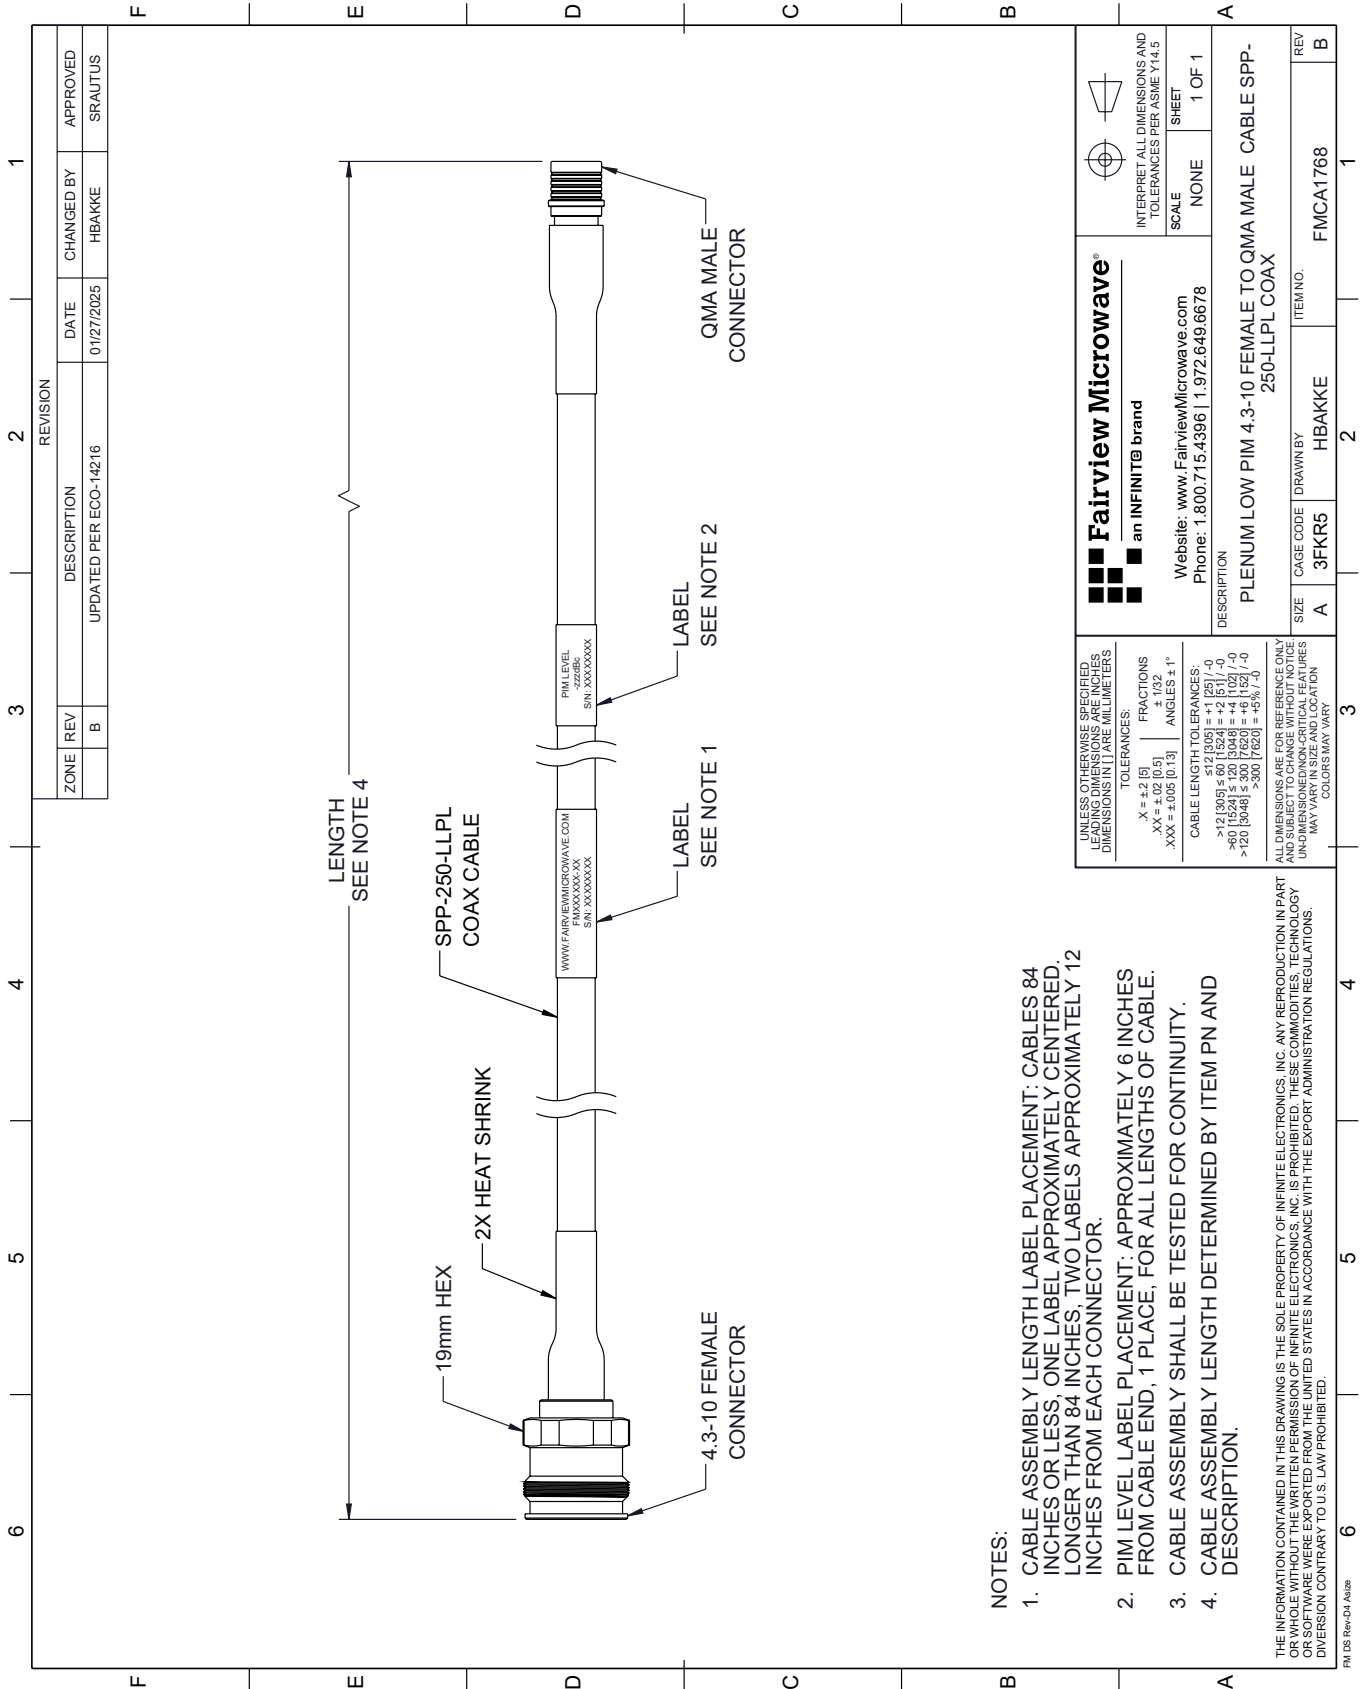 6 5 4 3 2 1
F
E
D
C
B
A
REVISION
ZONE REV DESCRIPTION DATE CHANGED BY APPROVED
B UPDATED PER ECO-14216 01/27/2025 HBAKKE SRAUTUS
LENGTH
SEE NOTE 4
19mm HEX
2X HEAT SHRINK
SPP-250-LLPL
COAX CABLE
WWW.FAIRVIEWMICROWAVE.COM
FMXXXXXX-XX
S/N: XXXXXXXX
PIM LEVEL
-zzzdBc
S/N: XXXXXXXX
4.3-10 FEMALE
CONNECTOR
LABEL
SEE NOTE 1
LABEL
SEE NOTE 2
QMA MALE
CONNECTOR
NOTES:
1. CABLE ASSEMBLY LENGTH LABEL PLACEMENT: CABLES 84
INCHES OR LESS, ONE LABEL APPROXIMATELY CENTERED.
LONGER THAN 84 INCHES, TWO LABELS APPROXIMATELY 12
INCHES FROM EACH CONNECTOR.
2. PIM LEVEL LABEL PLACEMENT: APPROXIMATELY 6 INCHES
FROM CABLE END, 1 PLACE, FOR ALL LENGTHS OF CABLE.
3. CABLE ASSEMBLY SHALL BE TESTED FOR CONTINUITY.
4. CABLE ASSEMBLY LENGTH DETERMINED BY ITEM PN AND
DESCRIPTION.
THE INFORMATION CONTAINED IN THIS DRAWING IS THE SOLE PROPERTY OF INFINITE ELECTRONICS, INC. ANY REPRODUCTION IN PART
OR WHOLE WITHOUT THE WRITTEN PERMISSION OF INFINITE ELECTRONICS, INC. IS PROHIBITED. THESE COMMODITIES, TECHNOLOGY
OR SOFTWARE WERE EXPORTED FROM THE UNITED STATES IN ACCORDANCE WITH THE EXPORT ADMINISTRATION REGULATIONS.
DIVERSION CONTRARY TO U.S. LAW PROHIBITED.
UNLESS OTHERWISE SPECIFIED
LEADING DIMENSIONS ARE INCHES
DIMENSIONS IN [ ] ARE MILLIMETERS
TOLERANCES:
.X = ±.2 [5] FRACTIONS
.XX = ±.02 [0.5] ± 1/32
.XXX = ±.005 [0.13] ANGLES ± 1°
CABLE LENGTH TOLERANCES:
≤12 [305] = +1 [25] / -0
>12 [305] ≤ 60 [1524] = +2 [51] / -0
>60 [1524] ≤ 120 [3048] = +4 [102] / -0
>120 [3048] ≤ 300 [7620] = +6 [152] / -0
>300 [7620] = +5% / -0
ALL DIMENSIONS ARE FOR REFERENCE ONLY
AND SUBJECT TO CHANGE WITHOUT NOTICE.
UN-DIMENSIONED/NON-CRITICAL FEATURES
MAY VARY IN SIZE AND LOCATION
COLORS MAY VARY
Fairview Microwave®
an INFINIT® brand
Website: www.FairviewMicrowave.com
Phone: 1.800.715.4396 | 1.972.649.6678
INTERPRET ALL DIMENSIONS AND
TOLERANCES PER ASME Y14.5
SCALE
NONE
SHEET
1 OF 1
DESCRIPTION
PLENUM LOW PIM 4.3-10 FEMALE TO QMA MALE CABLE SPP-
250-LLPL COAX
SIZE
A
CAGE CODE
3FKR5
DRAWN BY
HBAKKE
ITEM NO.
FMCA1768
REV
B
F
E
D
C
B
A
6 5 4 3 2 1
FM DS Rev-D4 Asize